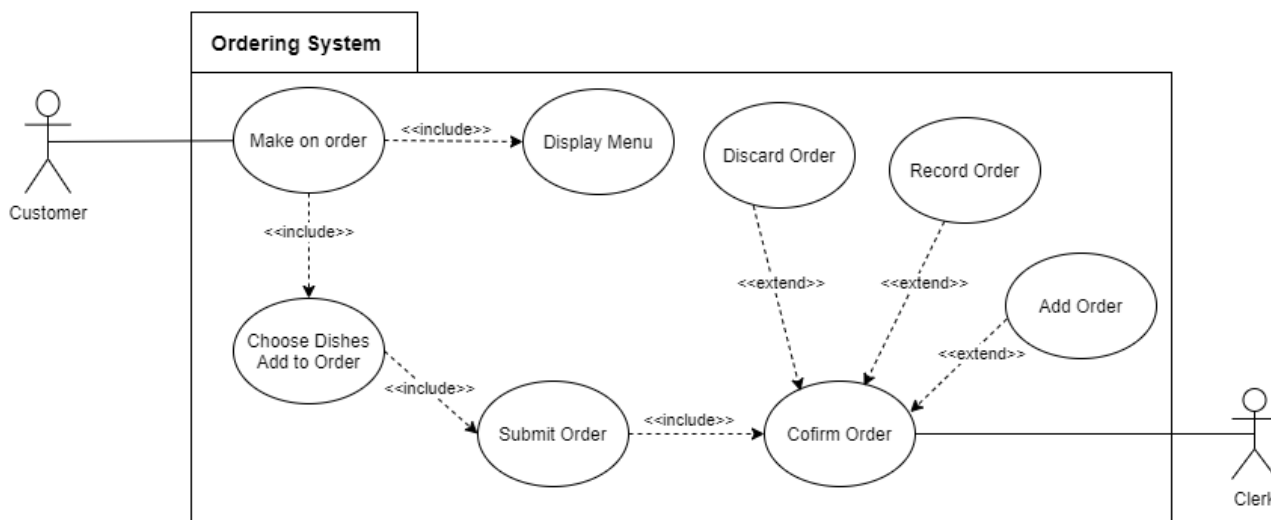 Ordering System
Make on order
<<include>>
Display Menu
Discard Order
Record Order
Customer
<<include>>
<<extend>>
<<extend>>
Add Order
Choose Dishes
Add to Order
<<extend>>
<<include>>
Submit Order
<<include>>
Cofirm Order
Clerk